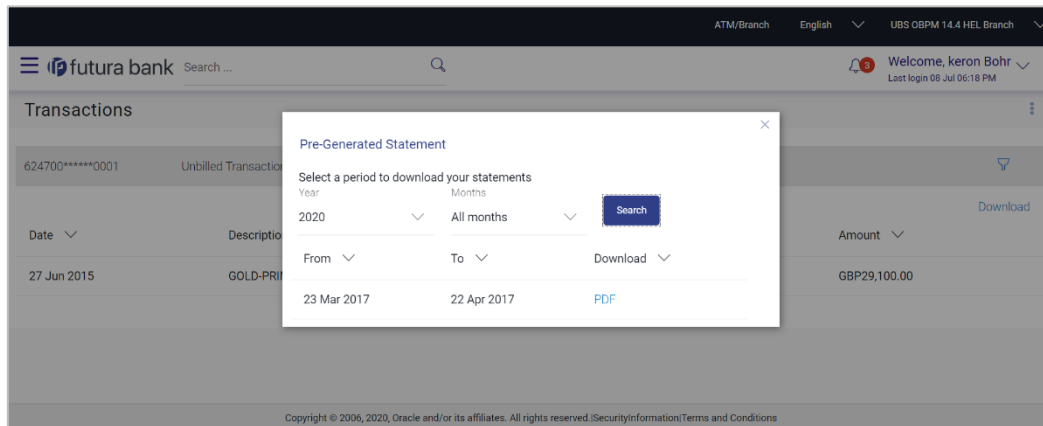 ATM/Branch English UBS OBPM 14.4 HEL Branch
futura bank Search ... 3 Welcome, keron Bohr
Last login 08 Jul 06:18 PM
Transactions
Pre-Generated Statement
624700******0001 Unbilled Transaction
Select a period to download your statements
Year Months
2020 All months Search
Download
Date Descriptio From To Download Amount
27 Jun 2015 GOLD-PRI GBP29,100.00
23 Mar 2017 22 Apr 2017 PDF
Copyright © 2006, 2020, Oracle and/or its affiliates. All rights reserved.|SecurityInformation|Terms and Conditions